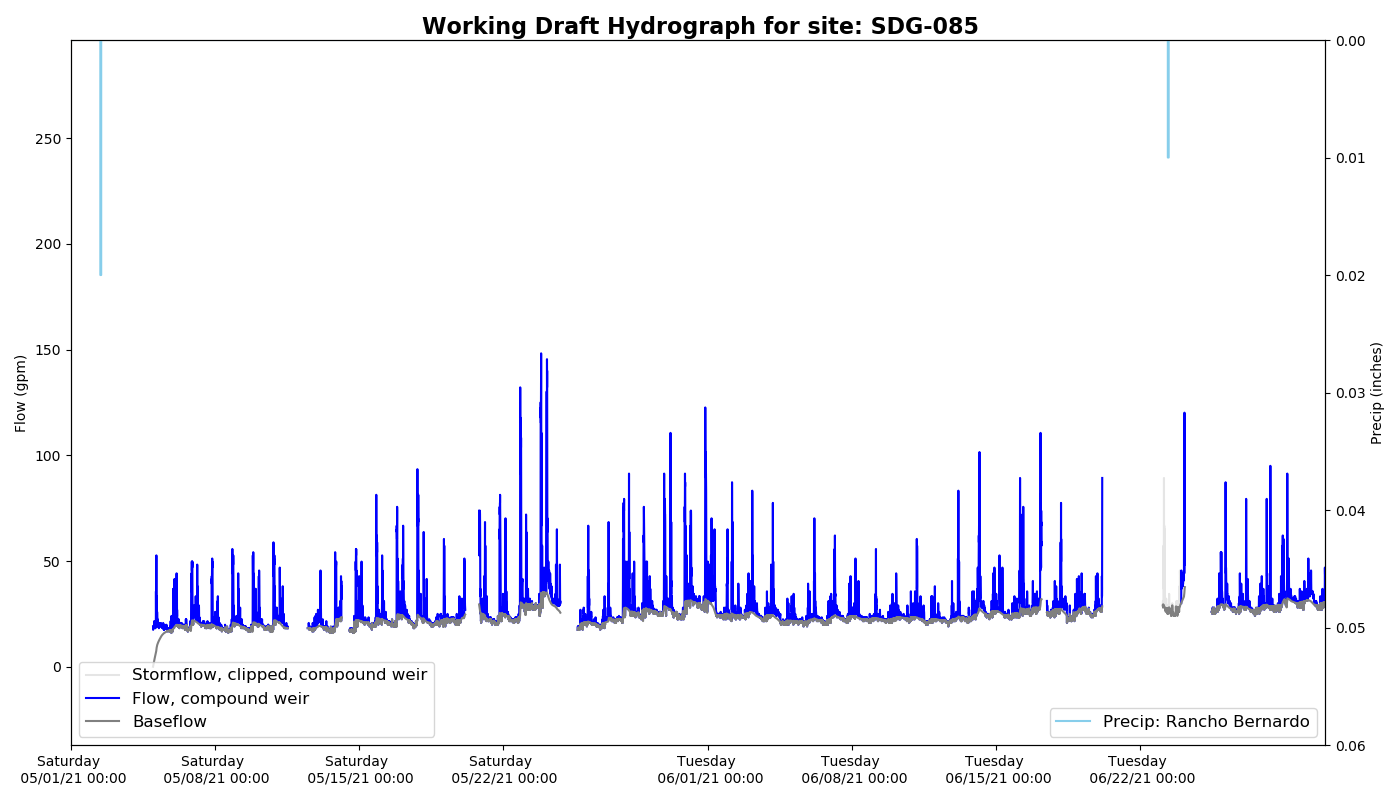 Working Draft Hydrograph for site: SDG-085
250
200
150
100
50
0
Flow (gpm)
0.00
0.01
0.02
0.03
0.04
0.05
0.06
Precip (inches)
Stormflow, clipped, compound weir
Flow, compound weir
Baseflow
Precip: Rancho Bernardo
Saturday
05/01/21 00:00
Saturday
05/08/21 00:00
Saturday
05/15/21 00:00
Saturday
05/22/21 00:00
Tuesday
06/01/21 00:00
Tuesday
06/08/21 00:00
Tuesday
06/15/21 00:00
Tuesday
06/22/21 00:00